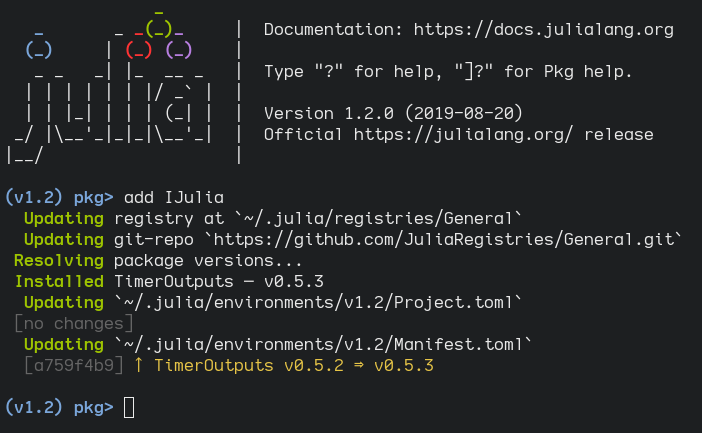 _
   _       _ _(_)_     |  Documentation: https://docs.julialang.org
  (_)     | (_) (_)    |
   _ _   _| |_  __ _   |  Type "?" for help, "]?" for Pkg help.
  | | | | | | |/ _` |  |
  | | |_| | | | (_| |  |  Version 1.2.0 (2019-08-20)
 _/ |\__'_|_|_|\__'_|  |  Official https://julialang.org/ release
|__/                   |

(v1.2) pkg> add IJulia
  Updating registry at `~/.julia/registries/General`
  Updating git-repo `https://github.com/JuliaRegistries/General.git`
 Resolving package versions...
 Installed TimerOutputs — v0.5.3
  Updating `~/.julia/environments/v1.2/Project.toml`
 [no changes]
  Updating `~/.julia/environments/v1.2/Manifest.toml`
  [a759f4b9] ↑ TimerOutputs v0.5.2 ⇒ v0.5.3

(v1.2) pkg>